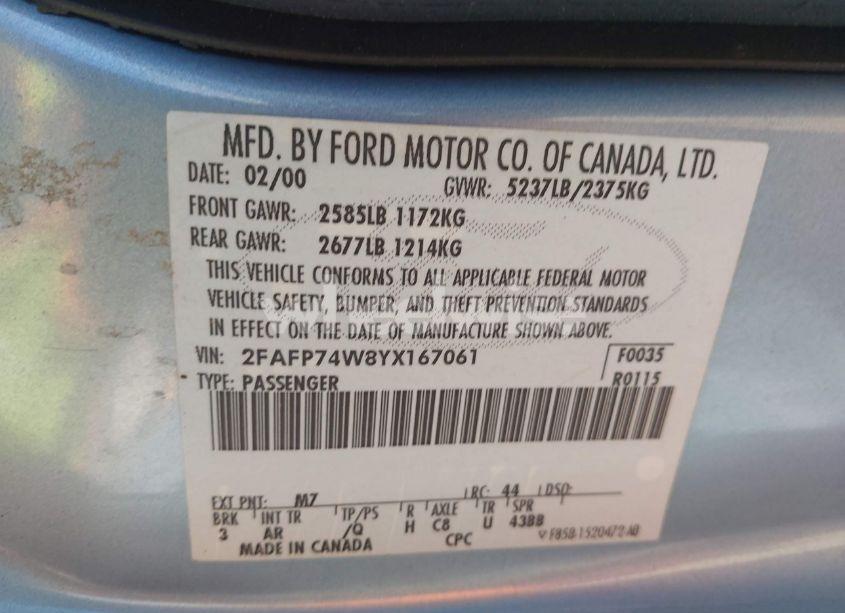 MFD. BY FORD MOTOR CO. OF CANADA, LTD.
DATE: 02/00 GVWR: 5237LB/2375KG
FRONT GAWR: 2585LB 1172KG
REAR GAWR: 2677LB 1214KG
THIS VEHICLE CONFORMS TO ALL APPLICABLE FEDERAL MOTOR
VEHICLE SAFETY, BUMPER, AND THEFT PREVENTION STANDARDS
IN EFFECT ON THE DATE OF MANUFACTURE SHOWN ABOVE.
VIN: 2FAFP74W8YX167061 F0035
TYPE: PASSENGER R0115
EXT PNT: M7 RC: 44 DSO:
BRK INT TR TP/PS R AXLE TR SPR
3 AR /Q H C8 U 4388
MADE IN CANADA CPC